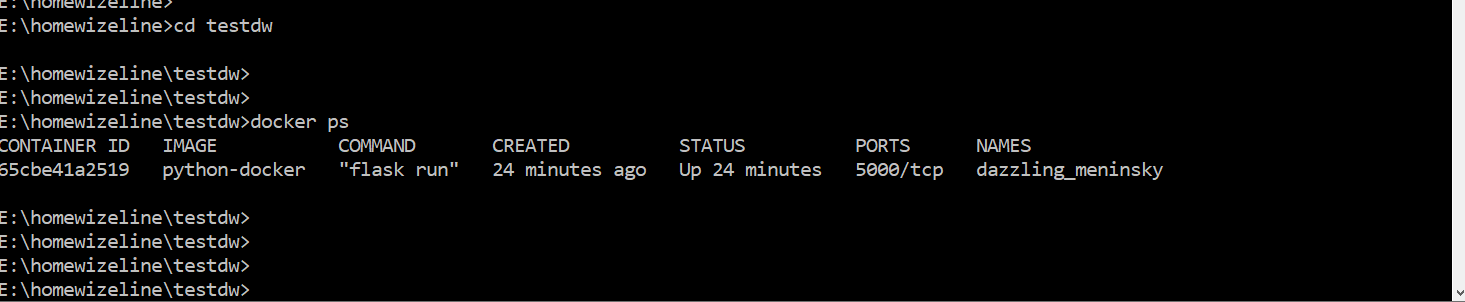 E:\homewizeline>
E:\homewizeline>cd testdw
E:\homewizeline\testdw>
E:\homewizeline\testdw>
E:\homewizeline\testdw>docker ps
CONTAINER ID   IMAGE           COMMAND       CREATED          STATUS          PORTS      NAMES
65cbe41a2519   python-docker   "flask run"   24 minutes ago   Up 24 minutes   5000/tcp   dazzling_meninsky
E:\homewizeline\testdw>
E:\homewizeline\testdw>
E:\homewizeline\testdw>
E:\homewizeline\testdw>